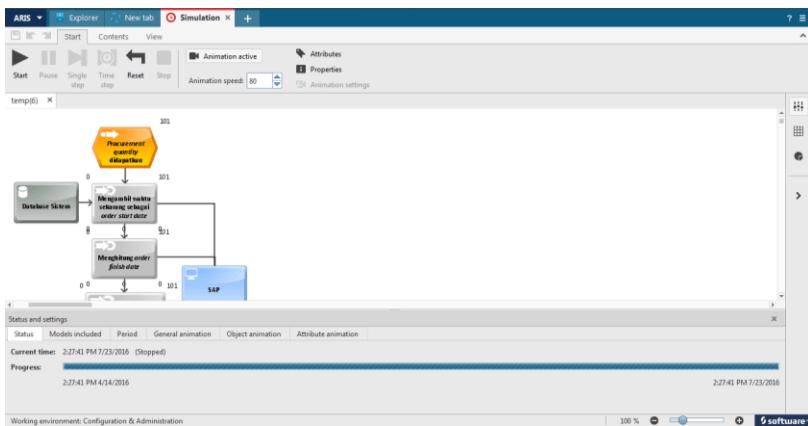 ARIS Explorer New tab Simulation × +
? ≡
Start Contents View
Start Pause Single step Time step Reset Stop
Animation active
Animation speed: 80
Attributes
Properties
Animation settings
temp(6) ×
101
Procurement
quantity
didapatkan
0 101
Database Sistem
Mengambil waktu
sekarang sebagai
order start date
101
Menghitung order
finish date
0 0 0 101
SAP
Status and settings ×
Status Models included Period General animation Object animation Attribute animation
Current time: 2:27:41 PM 7/23/2016 (Stopped)
Progress:
2:27:41 PM 4/14/2016 2:27:41 PM 7/23/2016
Working environment: Configuration & Administration 100 % software